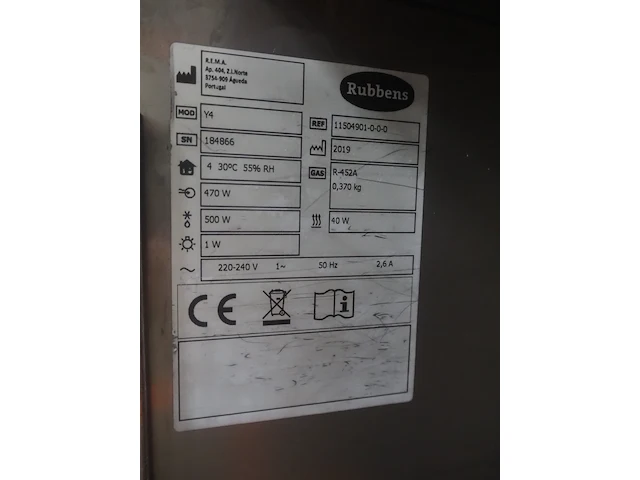 R.E.M.A.
Ap. 404, Z.I.Norte
3754-909 Águeda
Portugal
Rubbens
MOD Y4
REF 11504901-0-0-0
SN 184866
2019
4 30ºC 55% RH
GAS R-452A
0,370 kg
470 W
500 W
40 W
1 W
220-240 V 1~ 50 Hz 2,6 A
CE
i